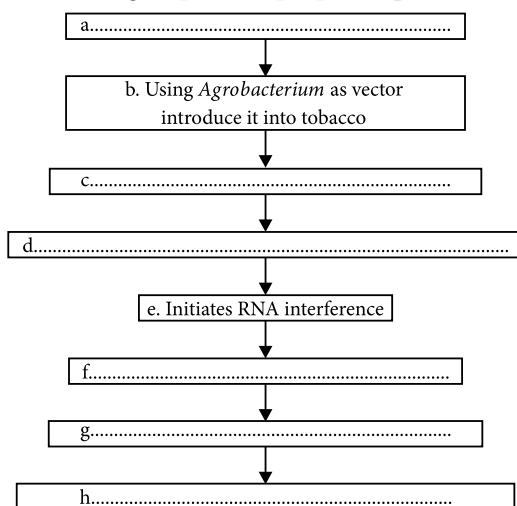 a...........................................................................
b. Using Agrobacterium as vector
introduce it into tobacco
c...........................................................................
d....................................................................................................
e. Initiates RNA interference
f...........................................................................
g...........................................................................
h...........................................................................